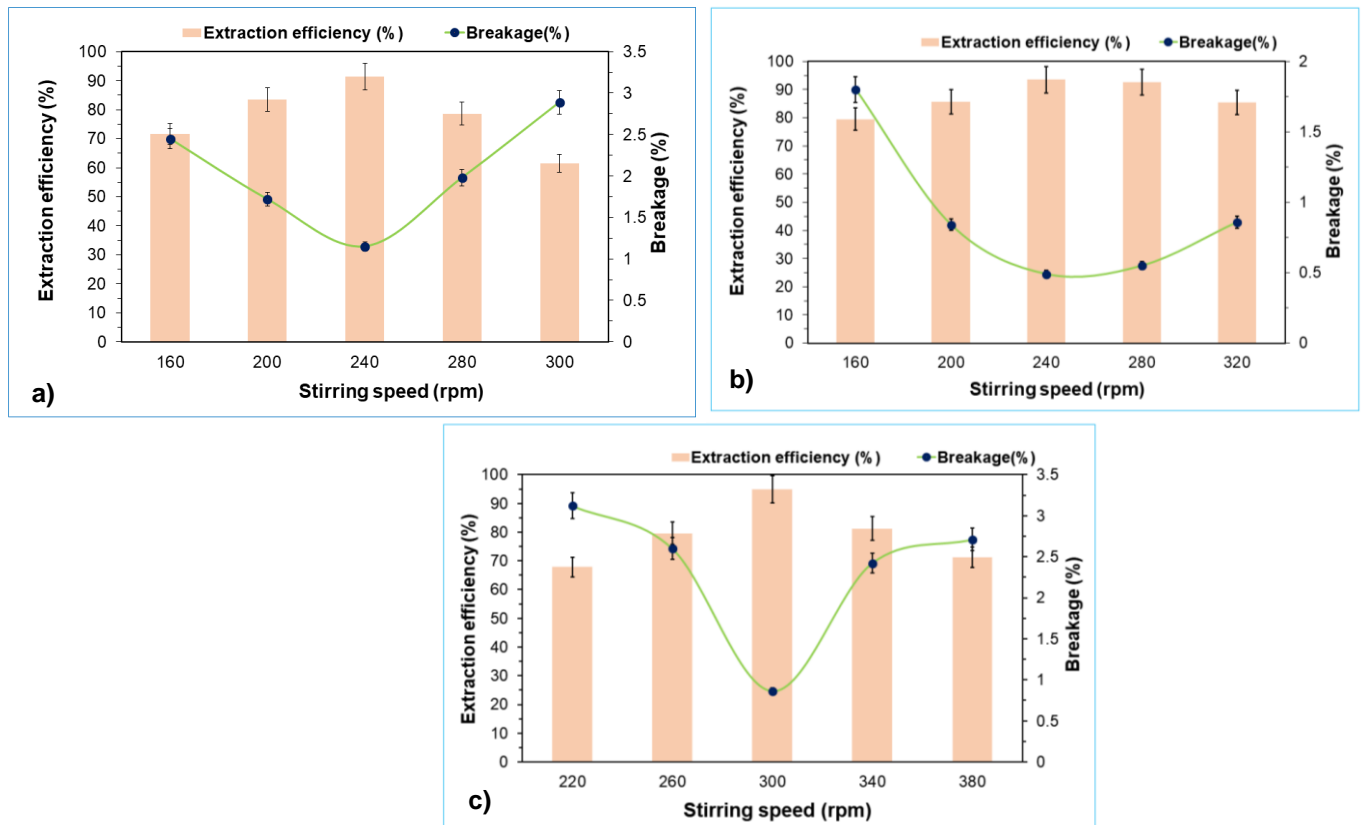 Extraction efficiency (%) Breakage(%)
100 3.5
90 3
80 2.5
70
60 2
50
40 1.5
30 1
20 0.5
10
0 0
Extraction efficiency (%)
Breakage (%)
160 200 240 280 300
Stirring speed (rpm)
a)
Extraction efficiency (%) Breakage(%)
100 2
90
80 1.5
70
60
50 1
40
30 0.5
20
10
0 0
Extraction efficiency (%)
Breakage (%)
160 200 240 280 320
Stirring speed (rpm)
b)
Extraction efficiency (%) Breakage(%)
100 3.5
90 3
80 2.5
70
60 2
50
40 1.5
30 1
20 0.5
10
0 0
Extraction efficiency (%)
Breakage (%)
220 260 300 340 380
Stirring speed (rpm)
c)